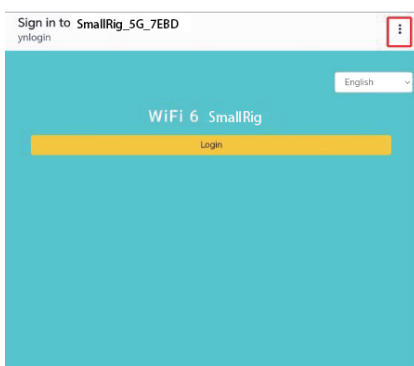 Sign in to SmallRig_5G_7EBD
ynlogin
English
WiFi 6 SmallRig
Login